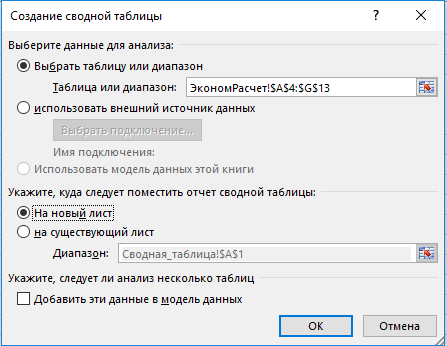 Создание сводной таблицы
Выберите данные для анализа:
Выбрать таблицу или диапазон
Таблица или диапазон: ЭкономРасчет!$A$4:$G$13
использовать внешний источник данных
Выбрать подключение...
Имя подключения:
Использовать модель данных этой книги
Укажите, куда следует поместить отчет сводной таблицы:
На новый лист
на существующий лист
Диапазон: Сводная_таблица!$A$1
Укажите, следует ли анализ несколько таблиц
Добавить эти данные в модель данных
ОК Отмена